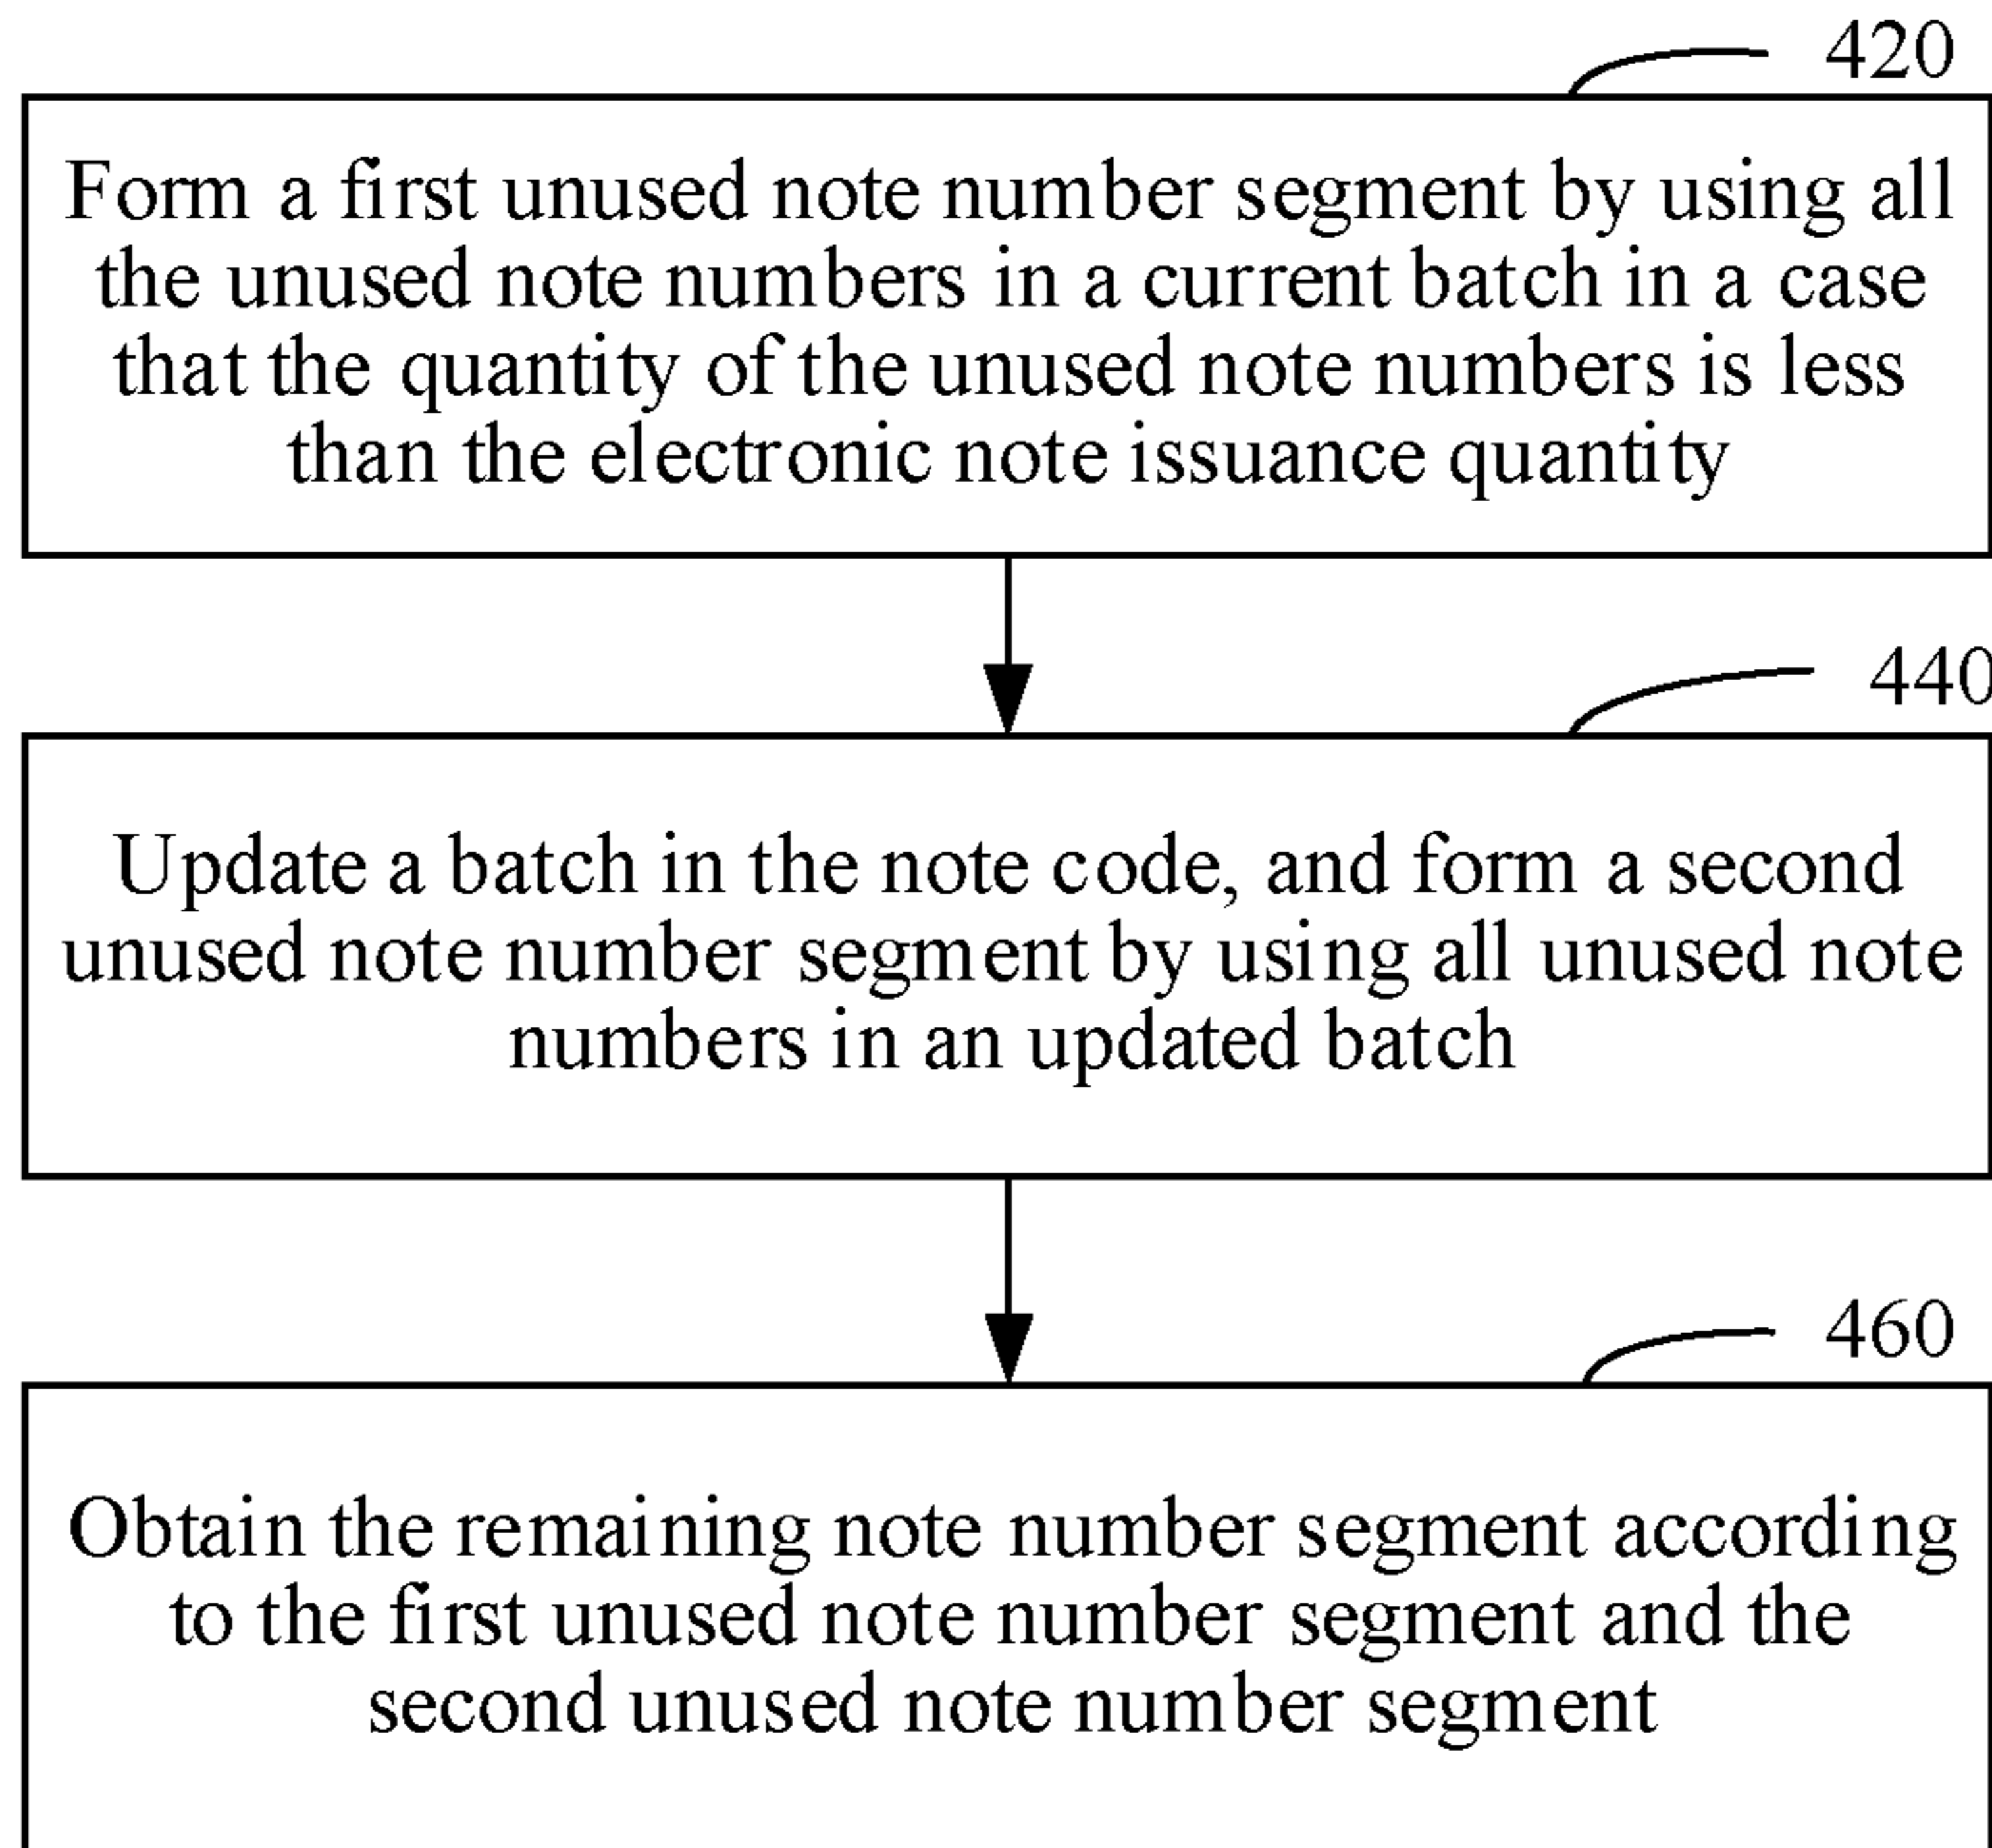 420
Form a first unused note number segment by using all
the unused note numbers in a current batch in a case
that the quantity of the unused note numbers is less
than the electronic note issuance quantity
440
Update a batch in the note code, and form a second
unused note number segment by using all unused note
numbers in an updated batch
460
Obtain the remaining note number segment according
to the first unused note number segment and the
second unused note number segment